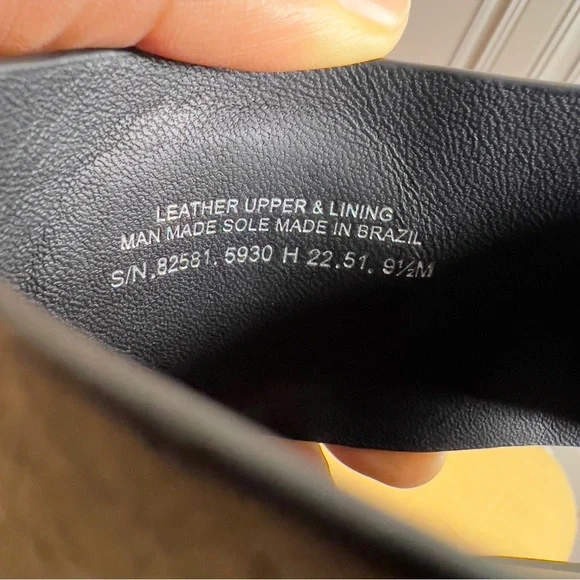 LEATHER UPPER & LINING
MAN MADE SOLE MADE IN BRAZIL
S/N.82581. 5930 H 22.51. 9½M